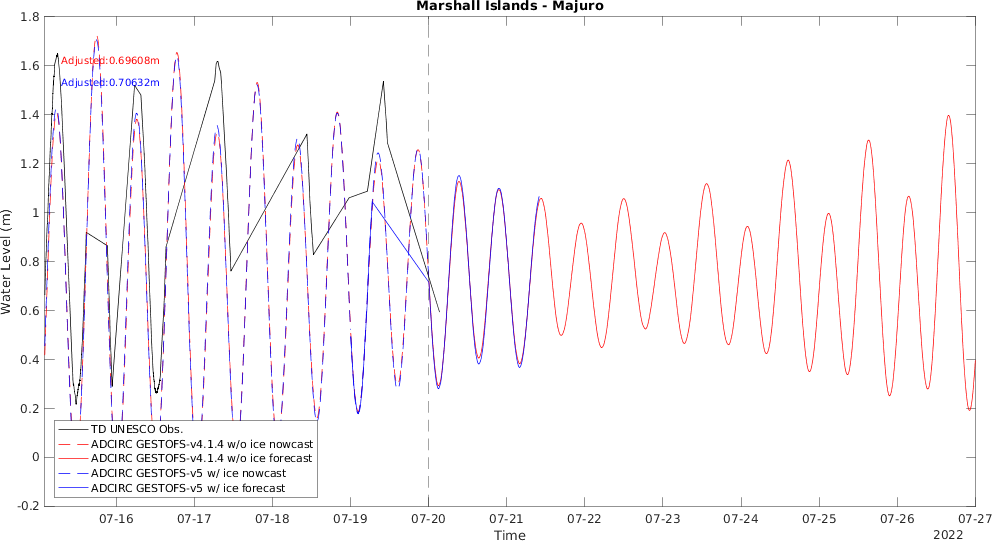 Marshall Islands - Majuro
1.8
1.6
1.4
1.2
1
0.8
0.6
0.4
0.2
0
-0.2
Water Level (m)
Adjusted:0.69608m
Adjusted:0.70632m
TD UNESCO Obs.
ADCIRC GESTOFS-v4.1.4 w/o ice nowcast
ADCIRC GESTOFS-v4.1.4 w/o ice forecast
ADCIRC GESTOFS-v5 w/ ice nowcast
ADCIRC GESTOFS-v5 w/ ice forecast
07-16 07-17 07-18 07-19 07-20 07-21 07-22 07-23 07-24 07-25 07-26 07-27
Time
2022